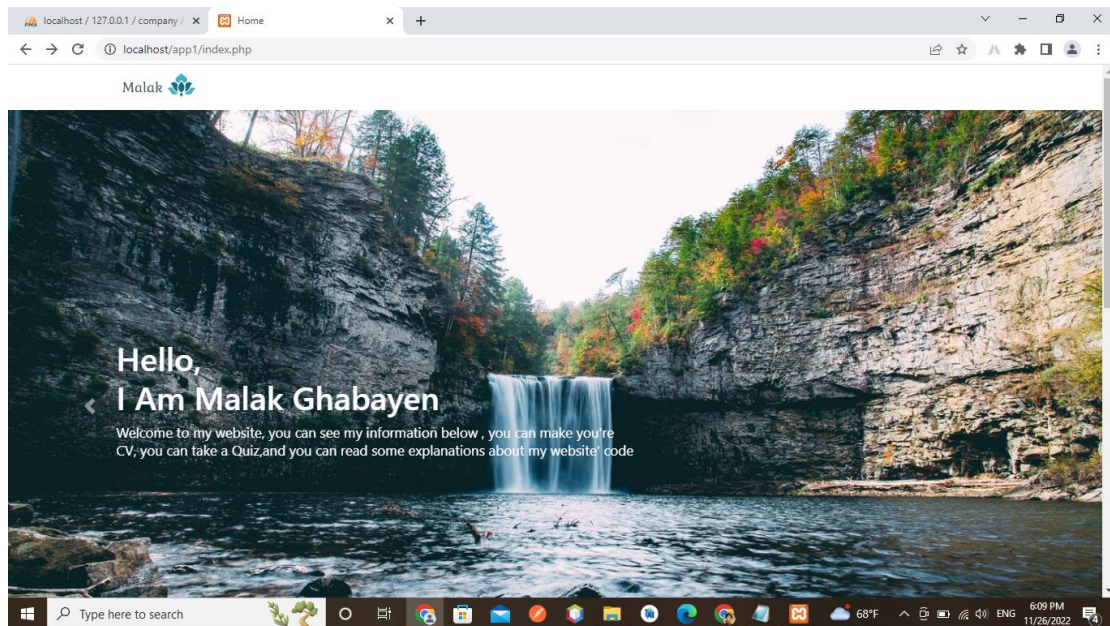 localhost / 127.0.0.1 / company /
Home
localhost/app1/index.php
Malak
Hello,
I Am Malak Ghabayen
Welcome to my website, you can see my information below , you can make you're
CV, you can take a Quiz,and you can read some explanations about my website' code
Type here to search
68°F
ENG
6:09 PM
11/26/2022
4